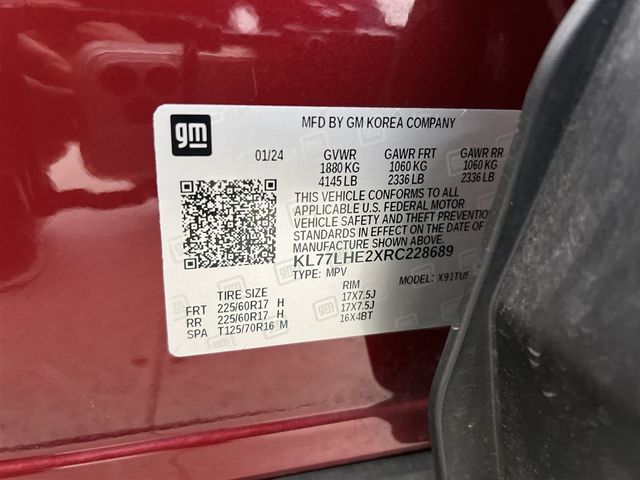 gm
MFD BY GM KOREA COMPANY
01/24 GVWR GAWR FRT GAWR RR
1880 KG 1060 KG 1060 KG
4145 LB 2336 LB 2336 LB
THIS VEHICLE CONFORMS TO ALL
APPLICABLE U.S. FEDERAL MOTOR
VEHICLE SAFETY AND THEFT PREVENTION
STANDARDS IN EFFECT ON THE DATE OF
MANUFACTURE SHOWN ABOVE.
KL77LHE2XRC228689
TYPE: MPV MODEL:
TIRE SIZE RIM
FRT 225/60R17 H 17X7.5J
RR 225/60R17 H 17X7.5J
SPA T125/70R16 M 16X4BT